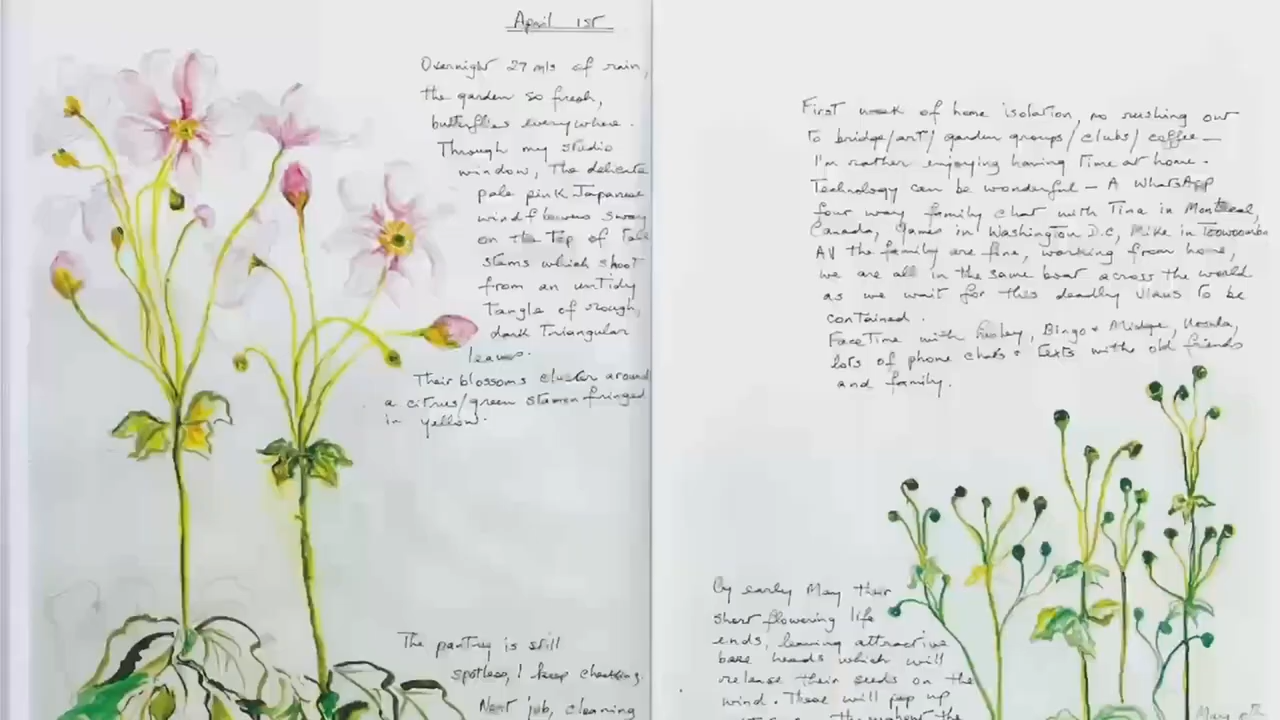 April 1st
Overnight 27 mls of rain,
the garden so fresh,
butterflies everywhere.
Through my studio
window, the delicate
pale pink Japanese
windflowers sway
on the top of tall
stems which shoot
from an untidy
tangle of rough,
dark triangular
leaves.
Their blossoms cluster around
a citrus/green stamen fringed
in yellow.
The pantry is still
spotless, I keep checking.
Next job, cleaning
First week of home isolation, no rushing out
to bridge/art/garden groups/clubs/coffee —
I'm rather enjoying having time at home.
Technology can be wonderful — A WhatsApp
four way family chat with Tina in Montreal,
Canada, James in Washington D.C, Mike in Toowoomba
All the family are fine, working from home,
we are all in the same boat across the world
as we wait for this deadly virus to be
contained.
FaceTime with Bingo & Midge, Ursula,
lots of phone chats & texts with old friends
and family.
By early May their
short flowering life
ends, leaving attractive
bare heads which will
release their seeds on the
wind. These will pop up
throughout the
May